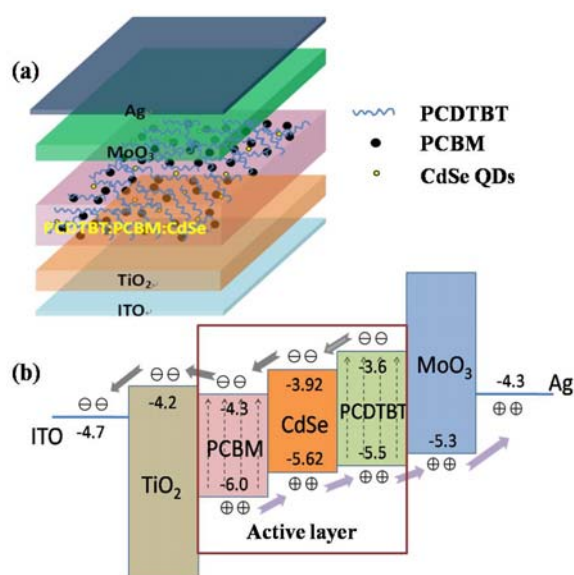 (a)
Ag
MoO₃
PCDTBT:PCBM:CdSe
TiO₂
ITO
PCDTBT
PCBM
CdSe QDs
(b)
ITO
-4.7
-4.2
TiO₂
-4.3
PCBM
-6.0
-3.92
CdSe
-5.62
-3.6
PCDTBT
-5.5
MoO₃
-5.3
-4.3
Ag
Active layer